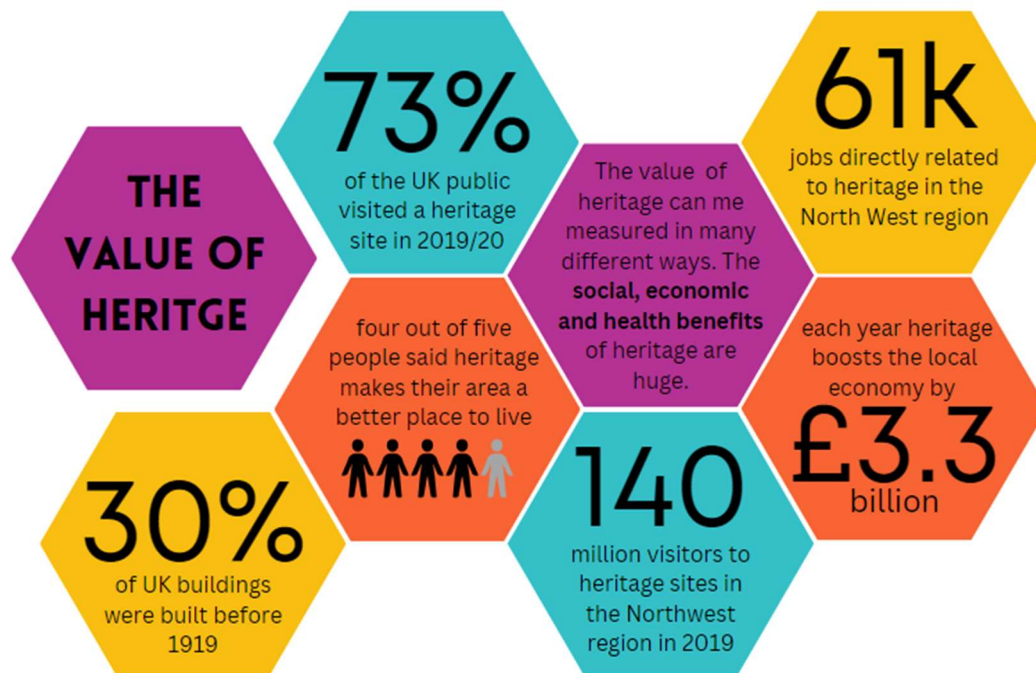 THE
VALUE OF
HERITGE
73%
of the UK public
visited a heritage
site in 2019/20
The value of
heritage can me
measured in many
different ways. The
social, economic
and health benefits
of heritage are
huge.
61k
jobs directly related
to heritage in the
North West region
four out of five
people said heritage
makes their area a
better place to live
each year heritage
boosts the local
economy by
£3.3
billion
30%
of UK buildings
were built before
1919
140
million visitors to
heritage sites in
the Northwest
region in 2019